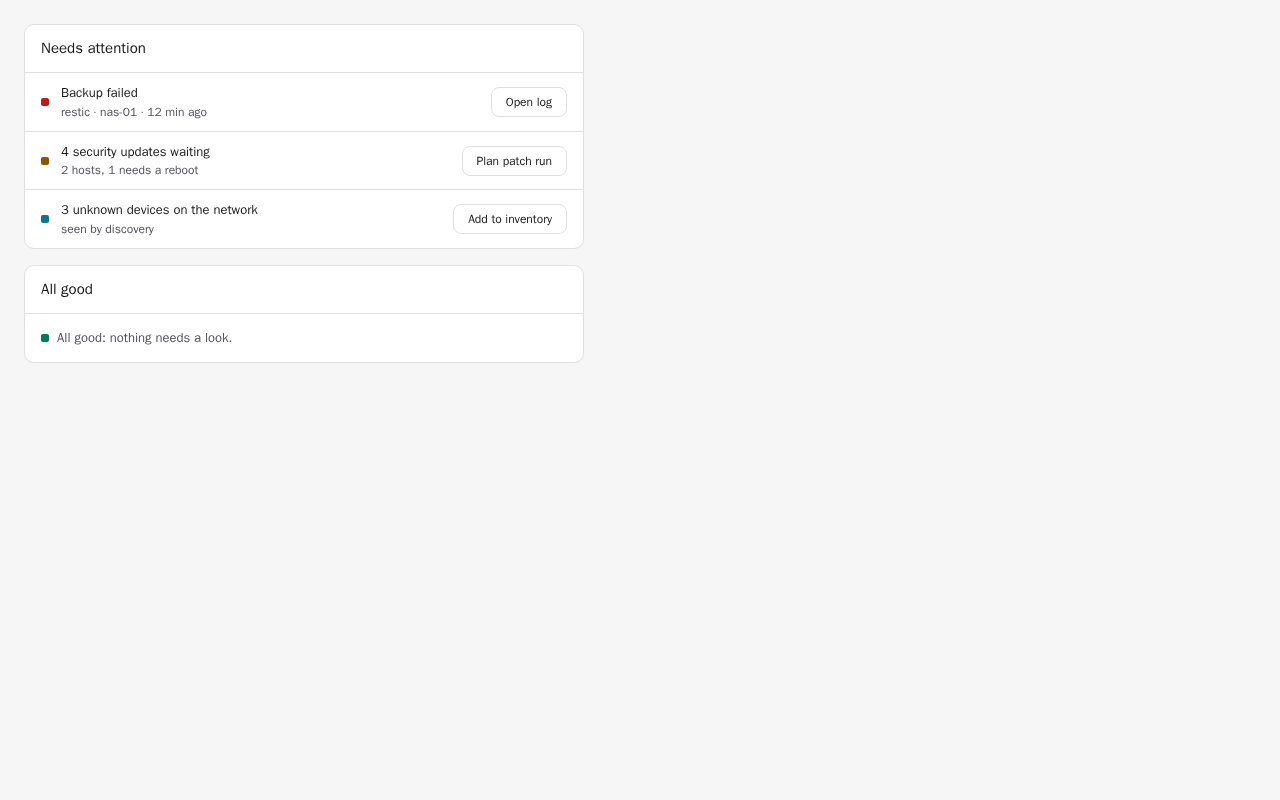 Needs attention
Backup failed
restic · nas-01 · 12 min ago
Open log
4 security updates waiting
2 hosts, 1 needs a reboot
Plan patch run
3 unknown devices on the network
seen by discovery
Add to inventory
All good
All good: nothing needs a look.